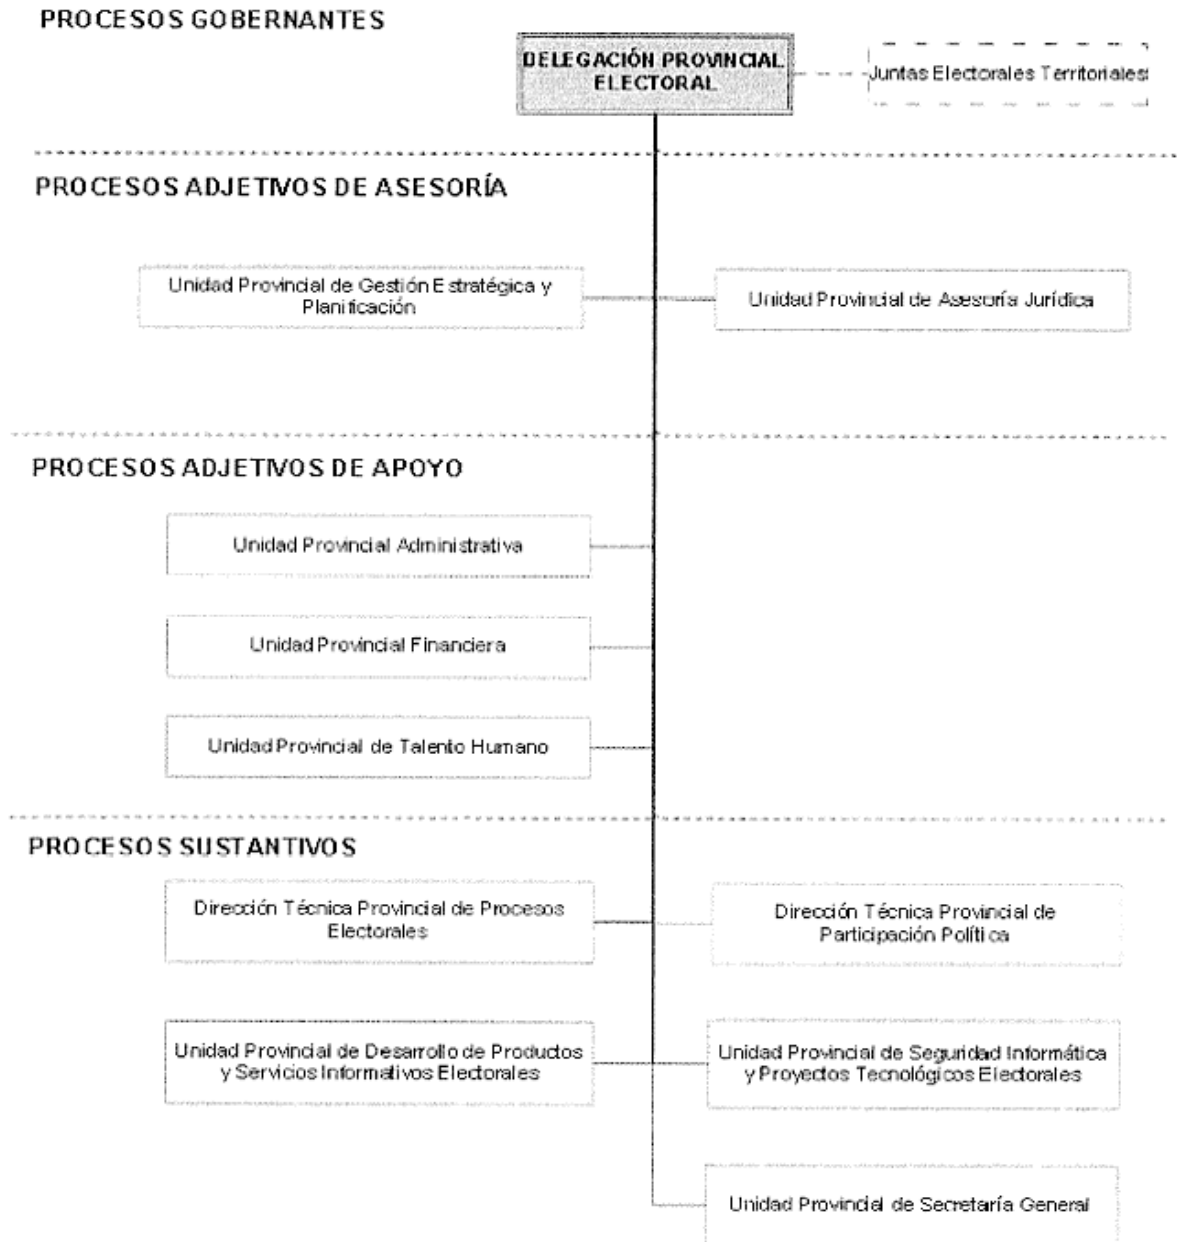 PROCESOS GOBERNANTES
DELEGACIÓN PROVINCIAL
ELECTORAL
Juntas Electorales Territoriales
PROCESOS ADJETIVOS DE ASESORÍA
Unidad Provincial de Gestión Estratégica y
Planificación
Unidad Provincial de Asesoría Jurídica
PROCESOS ADJETIVOS DE APOYO
Unidad Provincial Administrativa
Unidad Provincial Financiera
Unidad Provincial de Talento Humano
PROCESOS SUSTANTIVOS
Dirección Técnica Provincial de Procesos
Electorales
Dirección Técnica Provincial de
Participación Política
Unidad Provincial de Desarrollo de Productos
y Servicios Informativos Electorales
Unidad Provincial de Seguridad Informática
y Proyectos Tecnológicos Electorales
Unidad Provincial de Secretaría General